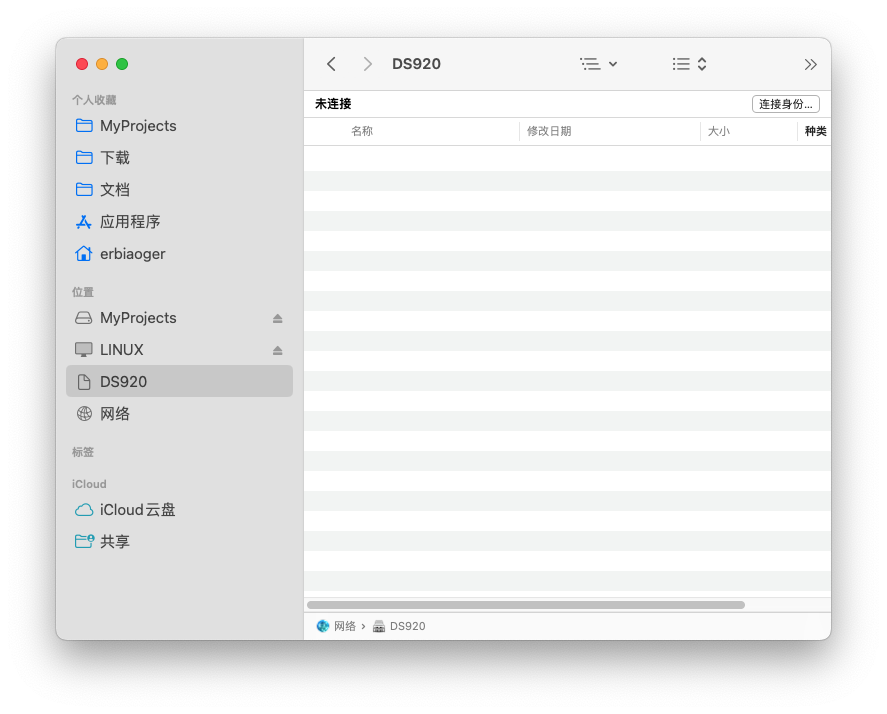 DS920
个人收藏
MyProjects
下载
文档
应用程序
erbiaoger
位置
MyProjects
LINUX
DS920
网络
标签
iCloud
iCloud云盘
共享
未连接
连接身份...
名称 修改日期 大小 种类
网络 › DS920